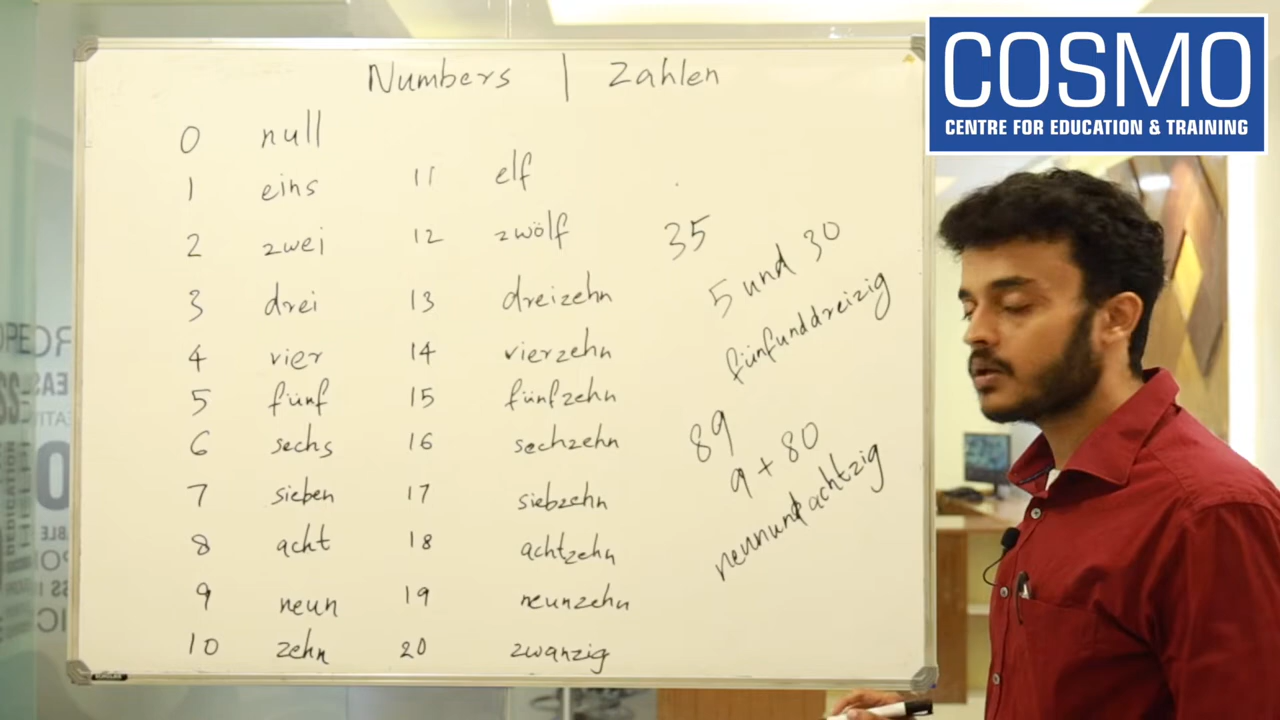 COSMO
CENTRE FOR EDUCATION & TRAINING
Numbers | Zahlen
0 null
1 eins 11 elf
2 zwei 12 zwölf
3 drei 13 dreizehn
4 vier 14 vierzehn
5 fünf 15 fünfzehn
6 sechs 16 sechzehn
7 sieben 17 siebzehn
8 acht 18 achtzehn
9 neun 19 neunzehn
10 zehn 20 zwanzig
35
5 und 30
fünfunddreizig
89
9 + 80
neunundachtzig
DEDICATION